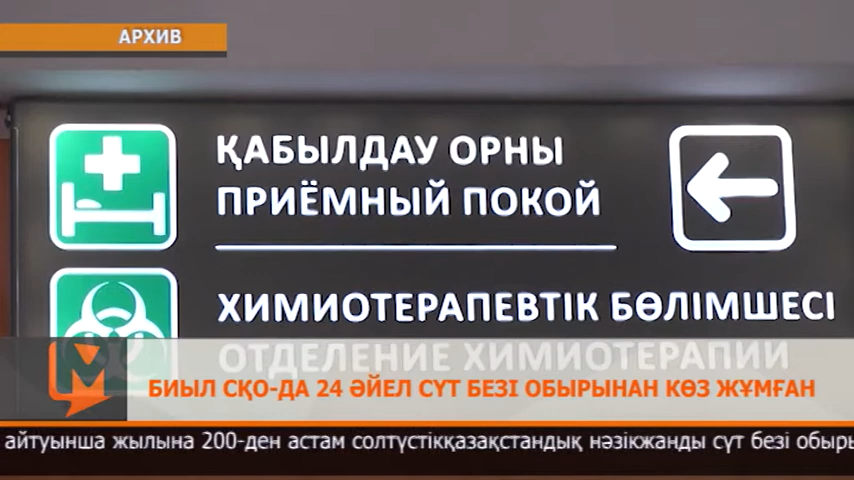 АРХИВ
ҚАБЫЛДАУ ОРНЫ
ПРИЁМНЫЙ ПОКОЙ
ХИМИОТЕРАПЕВТІК БӨЛІМШЕСІ
ОТДЕЛЕНИЕ ХИМИОТЕРАПИИ
БИЫЛ СҚО-ДА 24 ӘЙЕЛ СҮТ БЕЗІ ОБЫРЫНАН КӨЗ ЖҰМҒАН
айтуынша жылына 200-ден астам солтүстікқазақстандық нәзікжанды сүт безі